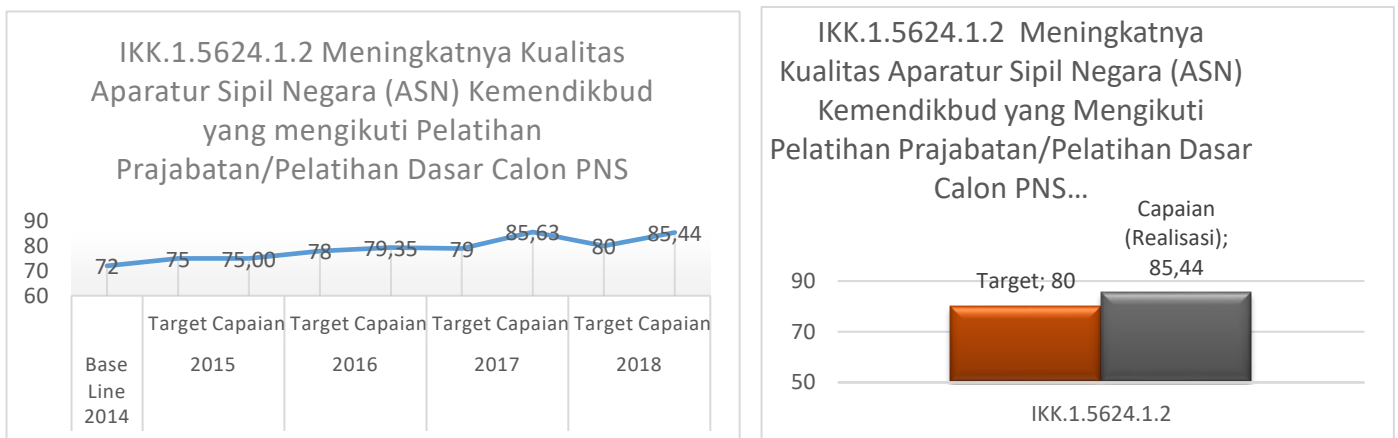 IKK.1.5624.1.2 Meningkatnya Kualitas
Aparatur Sipil Negara (ASN) Kemendikbud
yang mengikuti Pelatihan
Prajabatan/Pelatihan Dasar Calon PNS
90
80
70
60
72
75
75,00
78
79,35
79
85,63
80
85,44
Target Capaian Target Capaian Target Capaian Target Capaian
Base
Line
2014
2015
2016
2017
2018
IKK.1.5624.1.2 Meningkatnya
Kualitas Aparatur Sipil Negara (ASN)
Kemendikbud yang Mengikuti
Pelatihan Prajabatan/Pelatihan Dasar
Calon PNS...
Capaian
(Realisasi);
85,44
Target; 80
90
70
50
IKK.1.5624.1.2